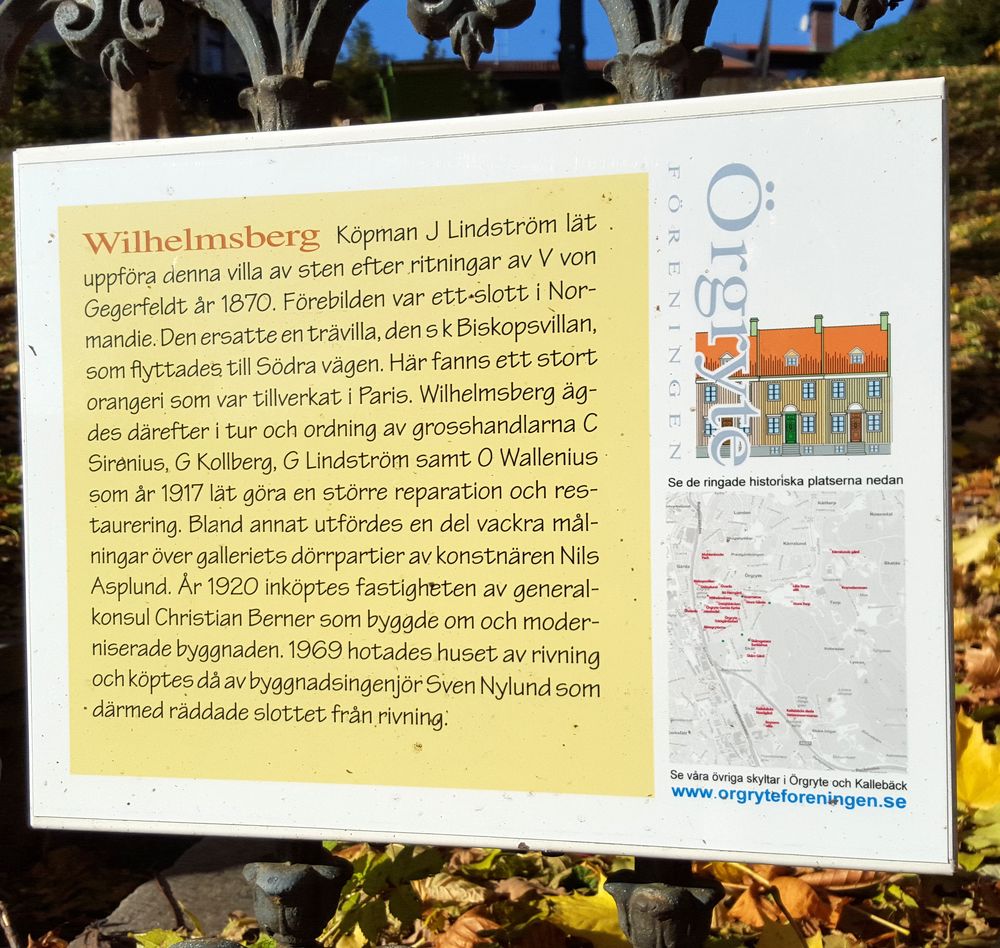 Wilhelmsberg Köpman J Lindström lät
uppföra denna villa av sten efter ritningar av V von
Gegerfeldt år 1870. Förebilden var ett slott i Nor-
mandie. Den ersatte en trävilla, den s k Biskopsvillan,
som flyttades till Södra vägen. Här fanns ett stort
orangeri som var tillverkat i Paris. Wilhelmsberg äg-
des därefter i tur och ordning av grosshandlarna C
Sirenius, G Kollberg, G Lindström samt O Wallenius
som år 1917 lät göra en större reparation och res-
taurering. Bland annat utfördes en del vackra mål-
ningar över galleriets dörrpartier av konstnären Nils
Asplund. År 1920 inköptes fastigheten av general-
konsul Christian Berner som byggde om och moder-
niserade byggnaden. 1969 hotades huset av rivning
och köptes då av byggnadsingenjör Sven Nylund som
därmed räddade slottet från rivning.
Örgryte
FÖRENINGEN
Se de ringade historiska platserna nedan
Se våra övriga skyltar i Örgryte och Kallebäck
www.orgryteforeningen.se